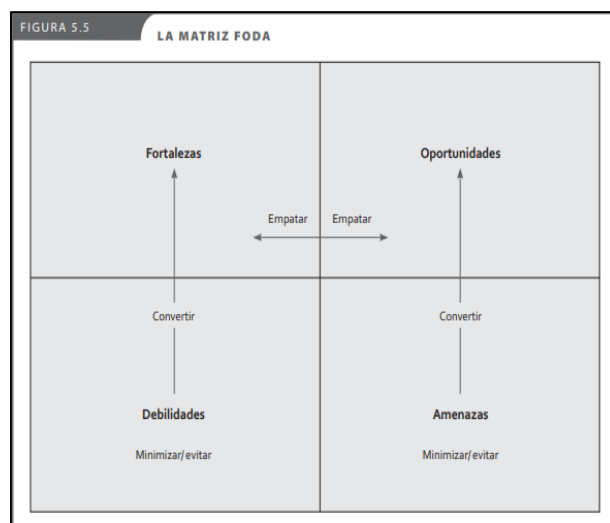 FIGURA 5.5
LA MATRIZ FODA
Fortalezas
Oportunidades
Empatar
Empatar
Convertir
Convertir
Debilidades
Amenazas
Minimizar/evitar
Minimizar/evitar